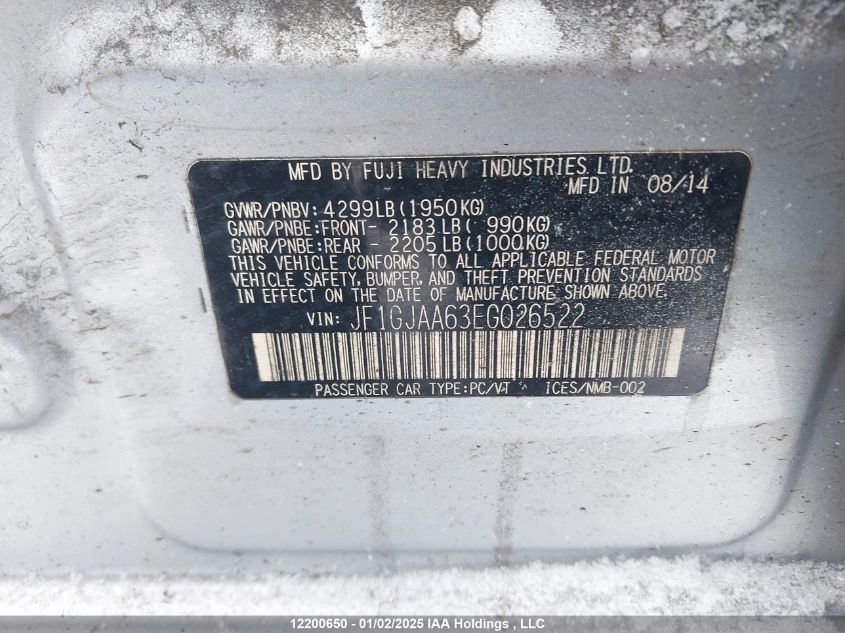 MFD BY FUJI HEAVY INDUSTRIES LTD.
MFD IN 08/14
GVWR/PNBV: 4299LB(1950KG)
GAWR/PNBE:FRONT- 2183LB( 990KG)
GAWR/PNBE:REAR - 2205LB(1000KG)
THIS VEHICLE CONFORMS TO ALL APPLICABLE FEDERAL MOTOR
VEHICLE SAFETY, BUMPER, AND THEFT PREVENTION STANDARDS
IN EFFECT ON THE DATE OF MANUFACTURE SHOWN ABOVE.
VIN: JF1GJAA63EG026522
PASSENGER CAR TYPE:PC/V-T ICES/NMB-002
12200650 - 01/02/2025 IAA Holdings , LLC